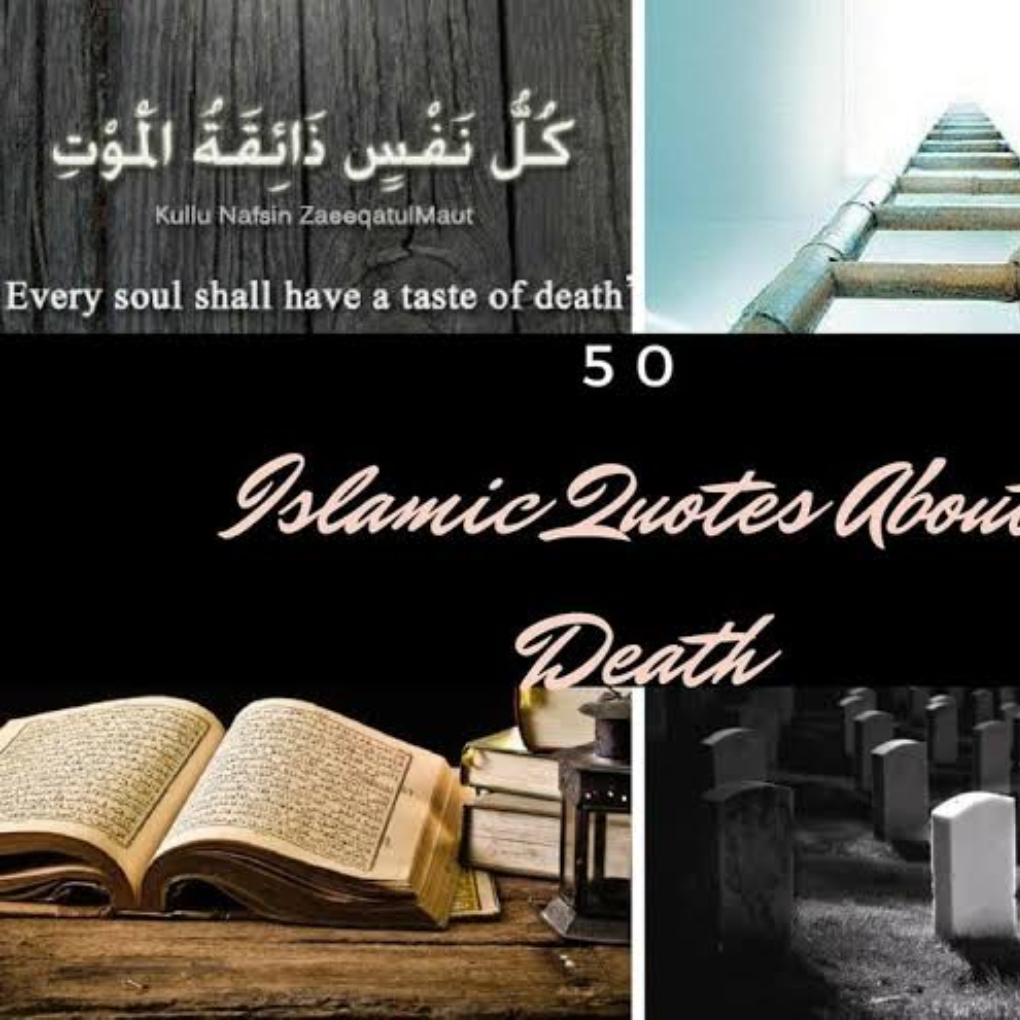 كُلُّ نَفْسٍ ذَائِقَةُ الْمَوْتِ
Kullu Nafsin ZaeeqatulMaut
Every soul shall have a taste of death'
50
Islamic Quotes About
Death